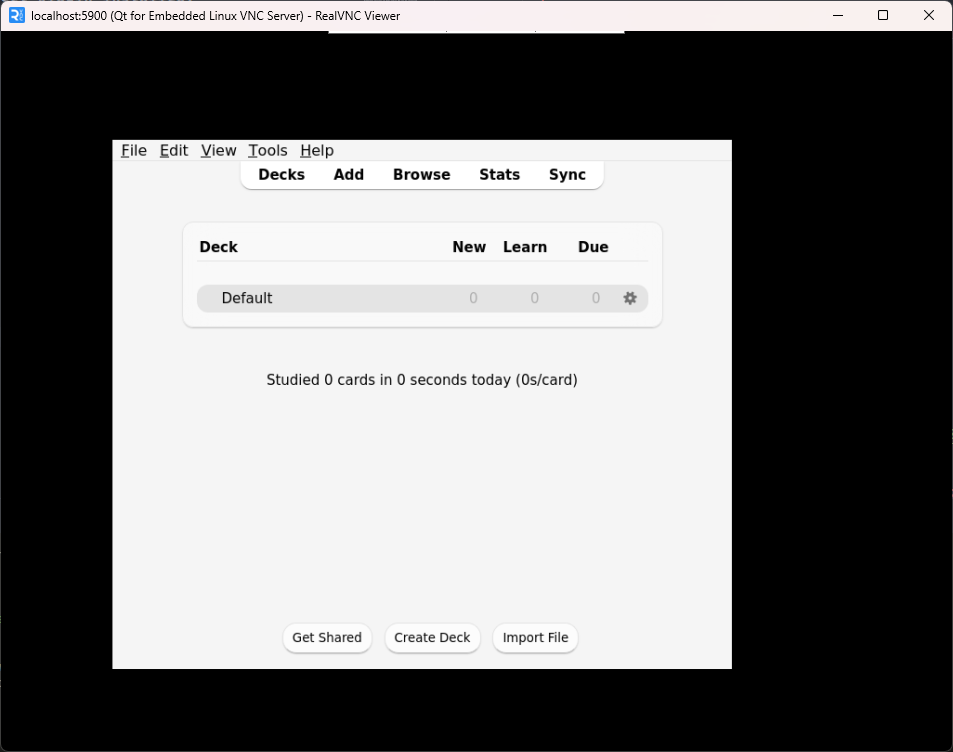 localhost:5900 (Qt for Embedded Linux VNC Server) - RealVNC Viewer
File Edit View Tools Help
Decks Add Browse Stats Sync
Deck New Learn Due
Default 0 0 0
Studied 0 cards in 0 seconds today (0s/card)
Get Shared Create Deck Import File